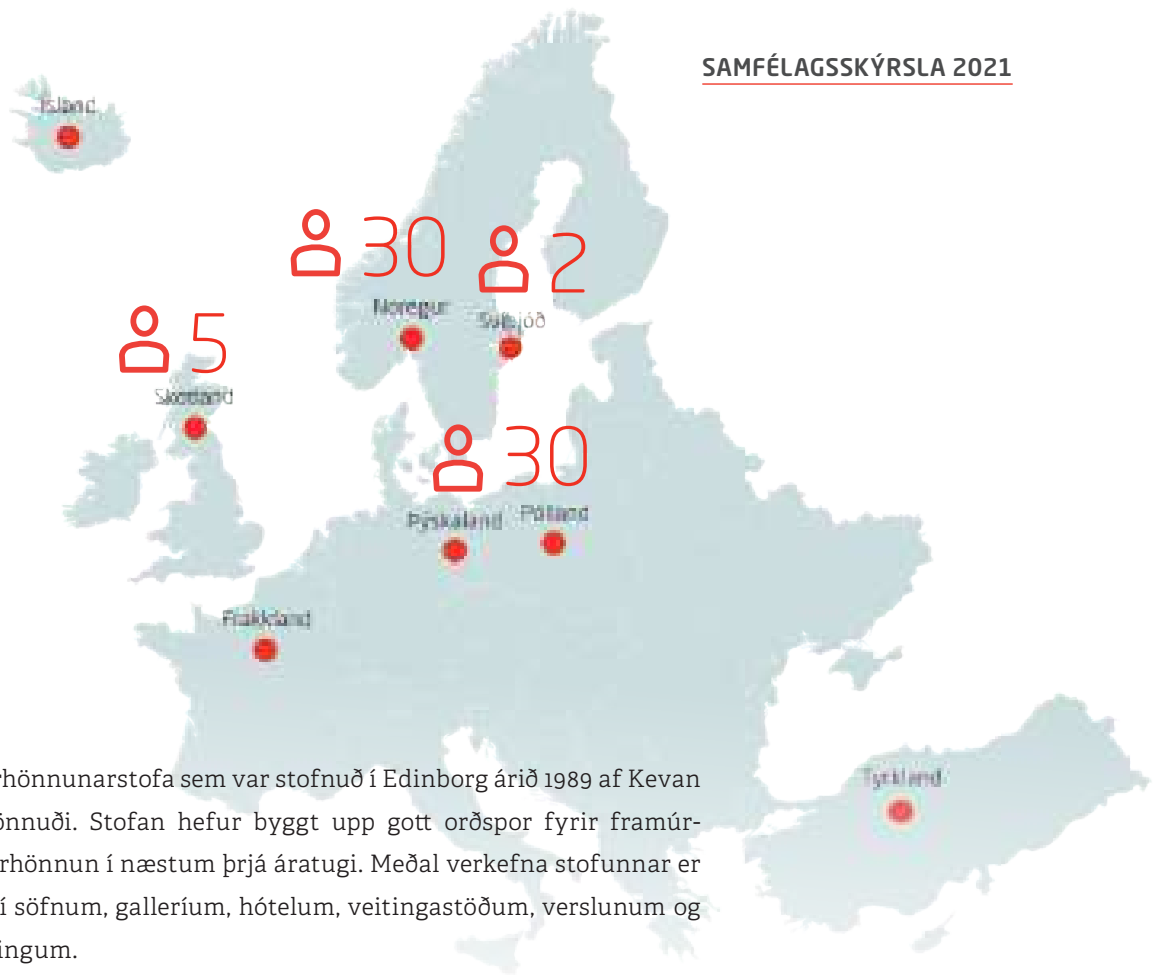 SAMFÉLAGSSKÝRSLA 2021
Ísland
30
2
Noregur
Svíþjóð
5
Skotland
30
Þýskaland
Pólland
Frakkland
Tyrkland
rhönnunarstofa sem var stofnuð í Edinborg árið 1989 af Kevan
önnuði. Stofan hefur byggt upp gott orðspor fyrir framúr-
rhönnun í næstum þrjá áratugi. Meðal verkefna stofunnar er
í söfnum, galleríum, hótelum, veitingastöðum, verslunum og
ingum.